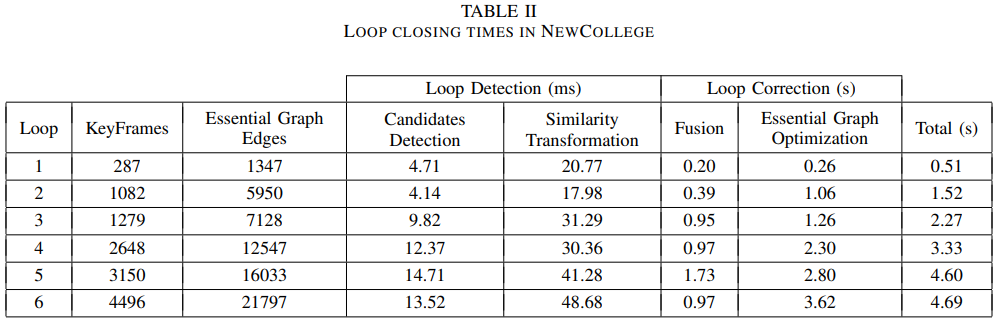 TABLE II
LOOP CLOSING TIMES IN NEWCOLLEGE
Loop Detection (ms) Loop Correction (s)
Loop KeyFrames Essential Graph Edges Candidates Detection Similarity Transformation Fusion Essential Graph Optimization Total (s)
1 287 1347 4.71 20.77 0.20 0.26 0.51
2 1082 5950 4.14 17.98 0.39 1.06 1.52
3 1279 7128 9.82 31.29 0.95 1.26 2.27
4 2648 12547 12.37 30.36 0.97 2.30 3.33
5 3150 16033 14.71 41.28 1.73 2.80 4.60
6 4496 21797 13.52 48.68 0.97 3.62 4.69